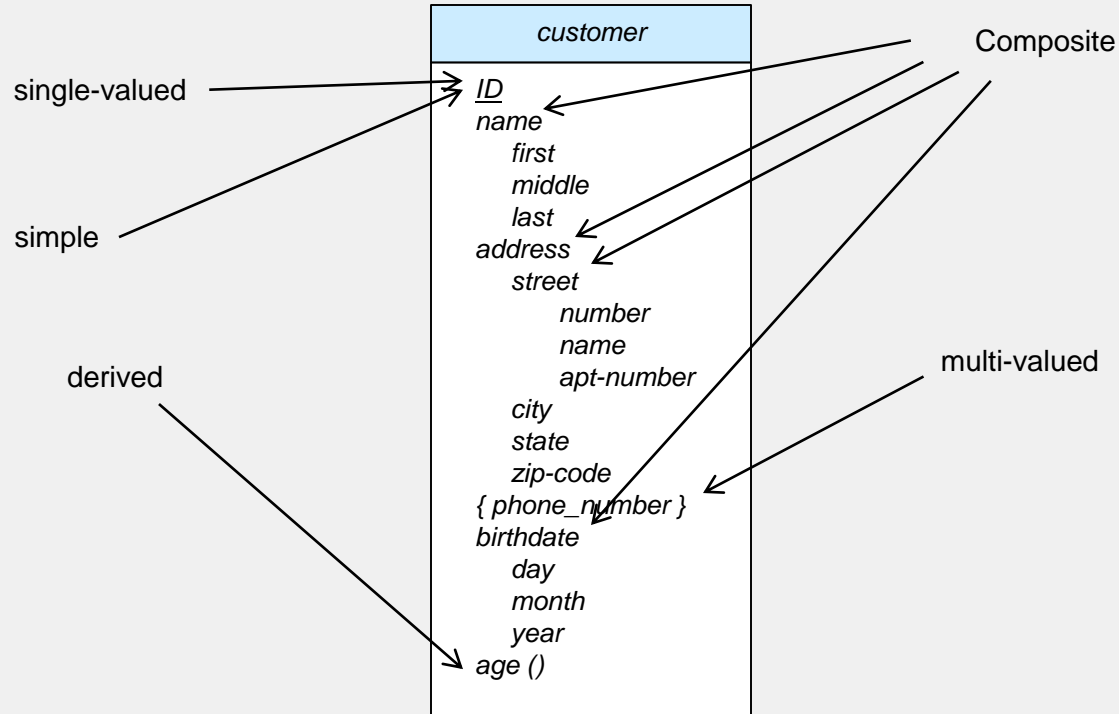 customer
Composite
single-valued
ID
name
first
middle
simple
last
address
street
number
name
multi-valued
derived
apt-number
city
state
zip-code
{ phone_number }
birthdate
day
month
year
age ()